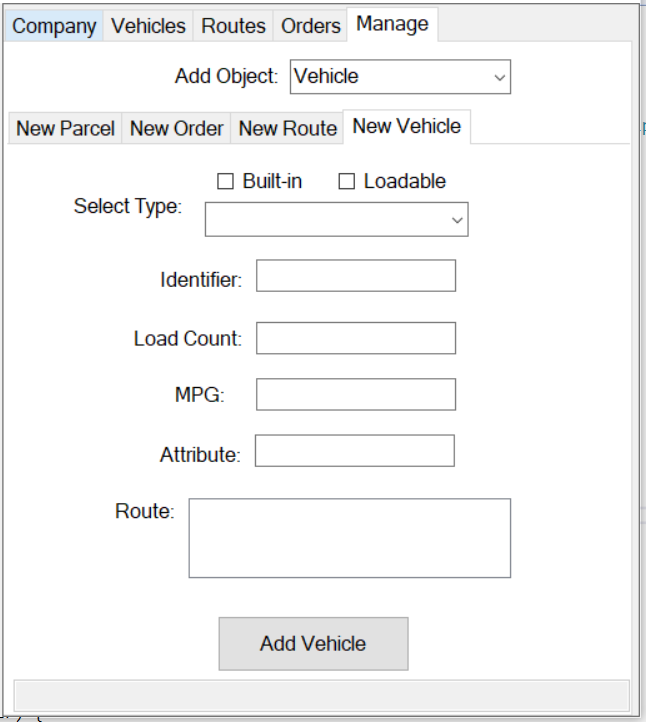 Company Vehicles Routes Orders Manage
Add Object: Vehicle
New Parcel New Order New Route New Vehicle
Built-in Loadable
Select Type:
Identifier:
Load Count:
MPG:
Attribute:
Route:
Add Vehicle